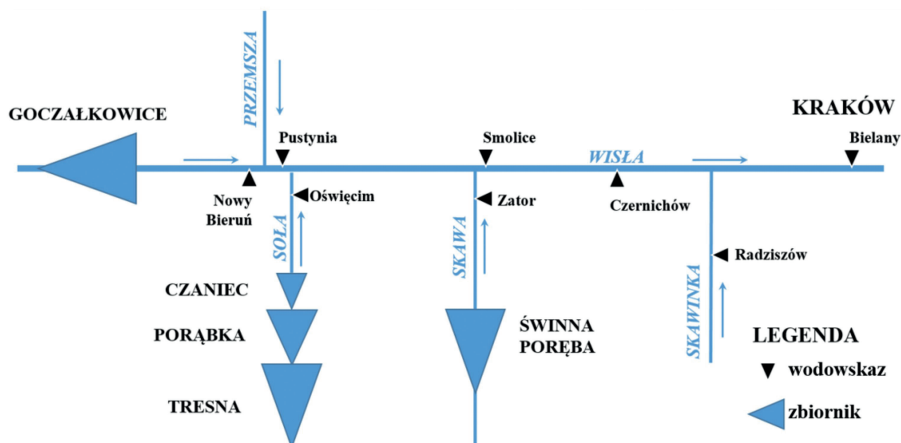 PRZEMSZA
GOCZAŁKOWICE
KRAKÓW
Pustynia
Smolice
Bielany
WISŁA
Nowy
Bieruń
Oświęcim
Zator
Czernichów
SOŁA
SKAWA
Radziszów
SKAWINKA
CZANIEC
PORĄBKA
ŚWINNA
PORĘBA
TRESNA
LEGENDA
wodowskaz
zbiornik